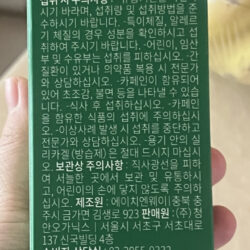 섭취시 주의사항:
기 바라며, 섭취량 및 섭취방법을 준
수하시기 바랍니다. ·특이체질, 알레르
기 체질의 경우 성분을 확인하시고 섭
취하여 주시기 바랍니다. ·어린이, 임산
부 및 수유부는 섭취를 피하십시오. ·간
질환이 있거나 의약품 복용 시 전문가
와 상담하십시오. ·카페인이 함유되어
있어 초조감, 불면 등을 나타낼 수 있습
니다. ·식사 후 섭취하십시오. ·카페인
을 함유한 식품의 섭취에 주의하십시
오. ·이상사례 발생 시 섭취를 중단하고
전문가와 상담하십시오. ·용기 안의 실
리카겔(방습제)은 절대 드시지 마십시
오. 보관상 주의사항: 직사광선을 피하
여 서늘한 곳에서 보관 및 유통하시
고, 어린이의 손에 닿지 않도록 주의하
십시오. 제조원: 에이치엔웨이 충북 충
주시 금가면 김생로 923 판매원: (주)청
안오가닉스 | 서울시 서초구 서초대로
137 신국빌딩 4층